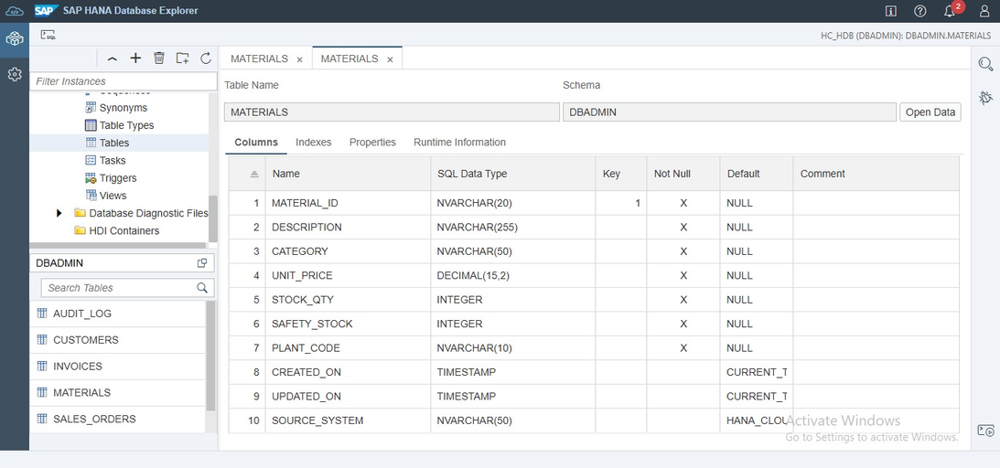 SAP SAP HANA Database Explorer
2
HC_HDB (DBADMIN): DBADMIN.MATERIALS
Filter Instances
Synonyms
Table Types
Tables
Tasks
Triggers
Views
Database Diagnostic Files
HDI Containers
DBADMIN
Search Tables
AUDIT_LOG
CUSTOMERS
INVOICES
MATERIALS
SALES_ORDERS
MATERIALS × MATERIALS ×
Table Name Schema
MATERIALS DBADMIN Open Data
Columns Indexes Properties Runtime Information
Name SQL Data Type Key Not Null Default Comment
1 MATERIAL_ID NVARCHAR(20) 1 X NULL
2 DESCRIPTION NVARCHAR(255) X NULL
3 CATEGORY NVARCHAR(50) X NULL
4 UNIT_PRICE DECIMAL(15,2) X NULL
5 STOCK_QTY INTEGER X NULL
6 SAFETY_STOCK INTEGER X NULL
7 PLANT_CODE NVARCHAR(10) X NULL
8 CREATED_ON TIMESTAMP CURRENT_T
9 UPDATED_ON TIMESTAMP CURRENT_T
10 SOURCE_SYSTEM NVARCHAR(50) HANA_CLOU
Activate Windows
Go to Settings to activate Windows.